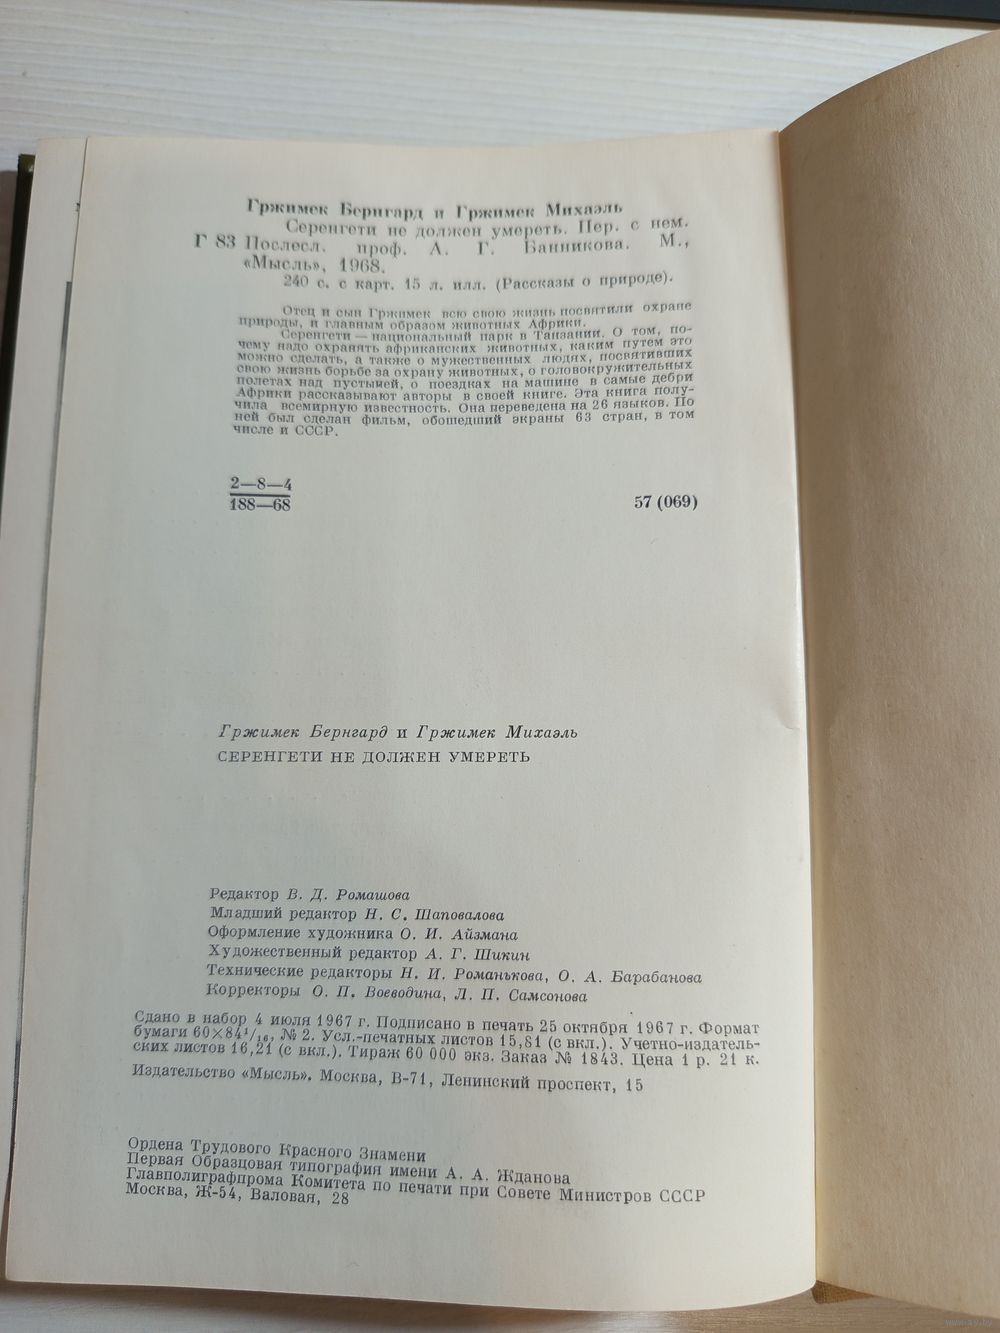 Гржимек Бернгард и Гржимек Михаэль
Серенгети не должен умереть. Пер. с нем.
Г 83 Послесл. проф. А. Г. Банникова. М.,
«Мысль», 1968.
240 с. с карт. 15 л. илл. (Рассказы о природе).
Отец и сын Гржимек всю свою жизнь посвятили охране
природы, и главным образом животных Африки.
Серенгети — национальный парк в Танзании. О том, по-
чему надо охранять африканских животных, каким путем это
можно сделать, а также о мужественных людях, посвятивших
свою жизнь борьбе за охрану животных, о головокружительных
полетах над пустыней, о поездках на машине в самые дебри
Африки рассказывают авторы в своей книге. Эта книга полу-
чила всемирную известность. Она переведена на 26 языков. По
ней был сделан фильм, обошедший экраны 63 стран, в том
числе и СССР.
2—8—4
188—68
57 (069)
Гржимек Бернгард и Гржимек Михаэль
СЕРЕНГЕТИ НЕ ДОЛЖЕН УМЕРЕТЬ
Редактор В. Д. Ромашова
Младший редактор Н. С. Шаповалова
Оформление художника О. И. Айзмана
Художественный редактор А. Г. Шикин
Технические редакторы Н. И. Романькова, О. А. Барабанова
Корректоры О. П. Воеводина, Л. П. Самсонова
Сдано в набор 4 июля 1967 г. Подписано в печать 25 октября 1967 г. Формат
бумаги 60×84¹/₁₆, № 2. Усл.-печатных листов 15,81 (с вкл.). Учетно-издатель-
ских листов 16,21 (с вкл.). Тираж 60 000 экз. Заказ № 1843. Цена 1 р. 21 к.
Издательство «Мысль». Москва, В-71, Ленинский проспект, 15
Ордена Трудового Красного Знамени
Первая Образцовая типография имени А. А. Жданова
Главполиграфпрома Комитета по печати при Совете Министров СССР
Москва, Ж-54, Валовая, 28
www.ay.by